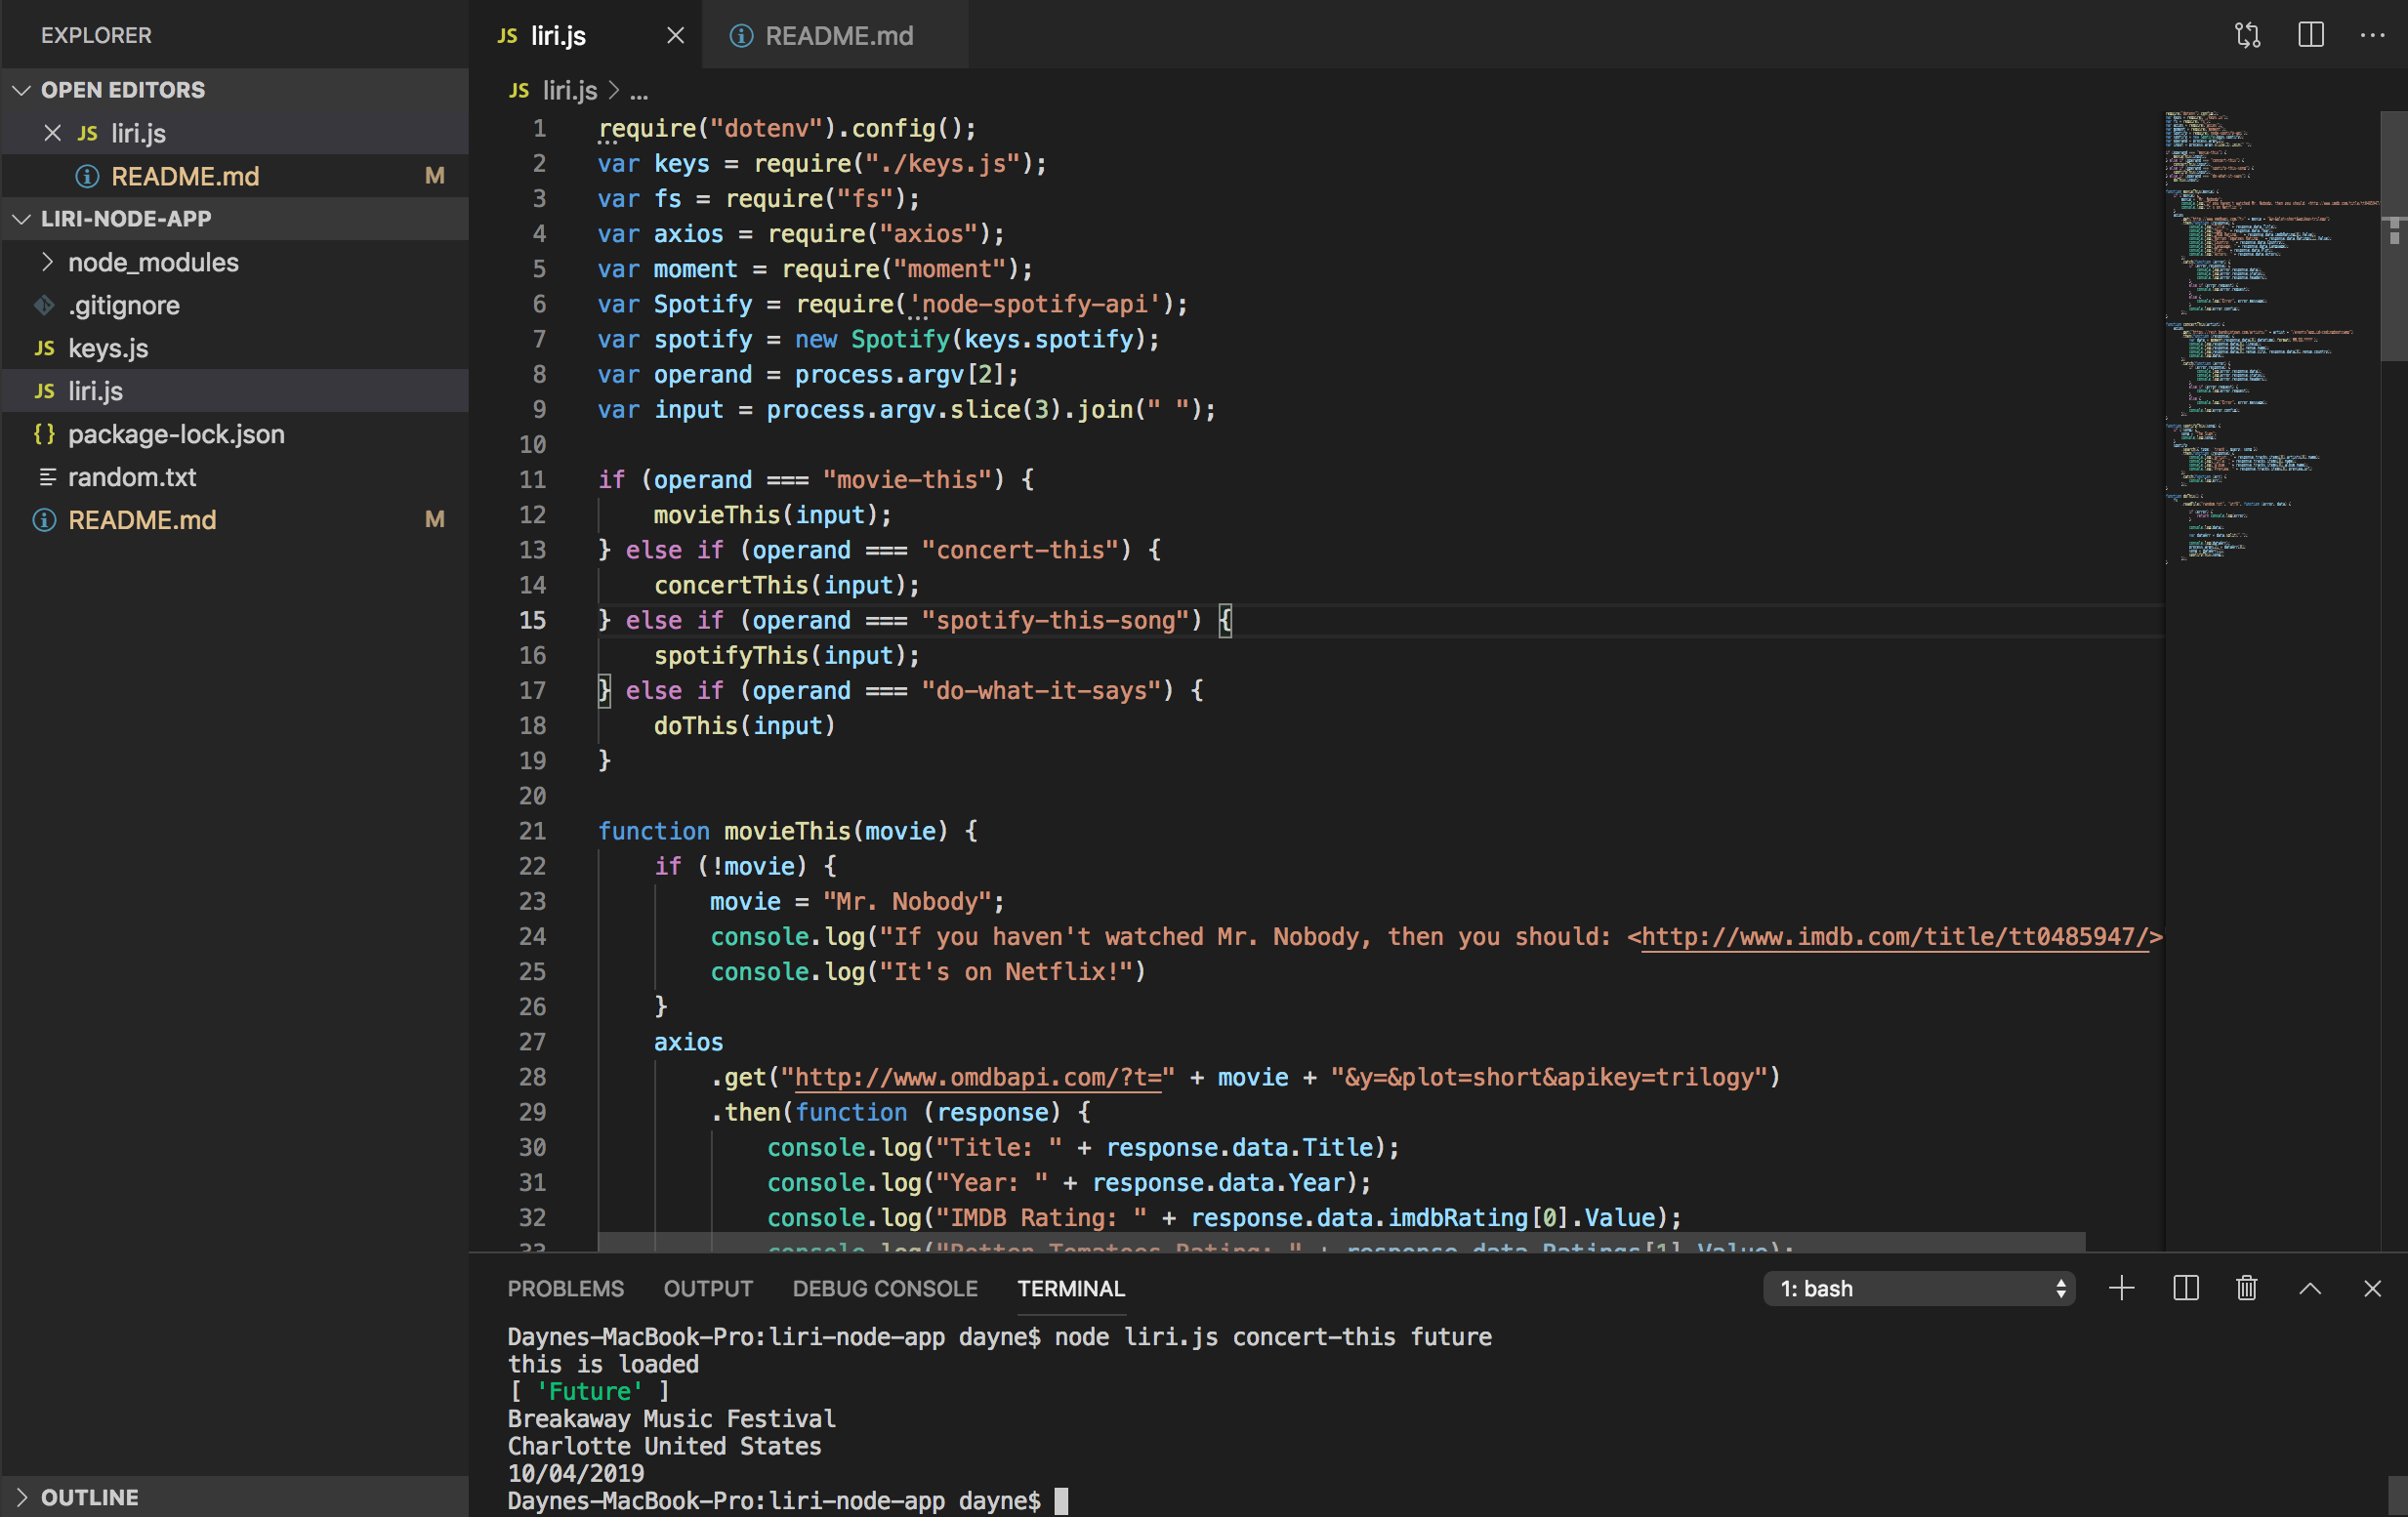 EXPLORER
OPEN EDITORS
JS liri.js
README.md M
LIRI-NODE-APP
node_modules
.gitignore
JS keys.js
JS liri.js
{} package-lock.json
random.txt
README.md M
OUTLINE
JS liri.js
README.md
JS liri.js > ...
1 require("dotenv").config();
2 var keys = require("./keys.js");
3 var fs = require("fs");
4 var axios = require("axios");
5 var moment = require("moment");
6 var Spotify = require('node-spotify-api');
7 var spotify = new Spotify(keys.spotify);
8 var operand = process.argv[2];
9 var input = process.argv.slice(3).join(" ");
10
11 if (operand === "movie-this") {
12 movieThis(input);
13 } else if (operand === "concert-this") {
14 concertThis(input);
15 } else if (operand === "spotify-this-song") {
16 spotifyThis(input);
17 } else if (operand === "do-what-it-says") {
18 doThis(input)
19 }
20
21 function movieThis(movie) {
22 if (!movie) {
23 movie = "Mr. Nobody";
24 console.log("If you haven't watched Mr. Nobody, then you should: <http://www.imdb.com/title/tt0485947/>
25 console.log("It's on Netflix!")
26 }
27 axios
28 .get("http://www.omdbapi.com/?t=" + movie + "&y=&plot=short&apikey=trilogy")
29 .then(function (response) {
30 console.log("Title: " + response.data.Title);
31 console.log("Year: " + response.data.Year);
32 console.log("IMDB Rating: " + response.data.imdbRating[0].Value);
33 console.log("Rotten Tomatoes Rating: " + response.data.Ratings[1].Value);
PROBLEMS OUTPUT DEBUG CONSOLE TERMINAL
1: bash
Daynes-MacBook-Pro:liri-node-app dayne$ node liri.js concert-this future
this is loaded
[ 'Future' ]
Breakaway Music Festival
Charlotte United States
10/04/2019
Daynes-MacBook-Pro:liri-node-app dayne$